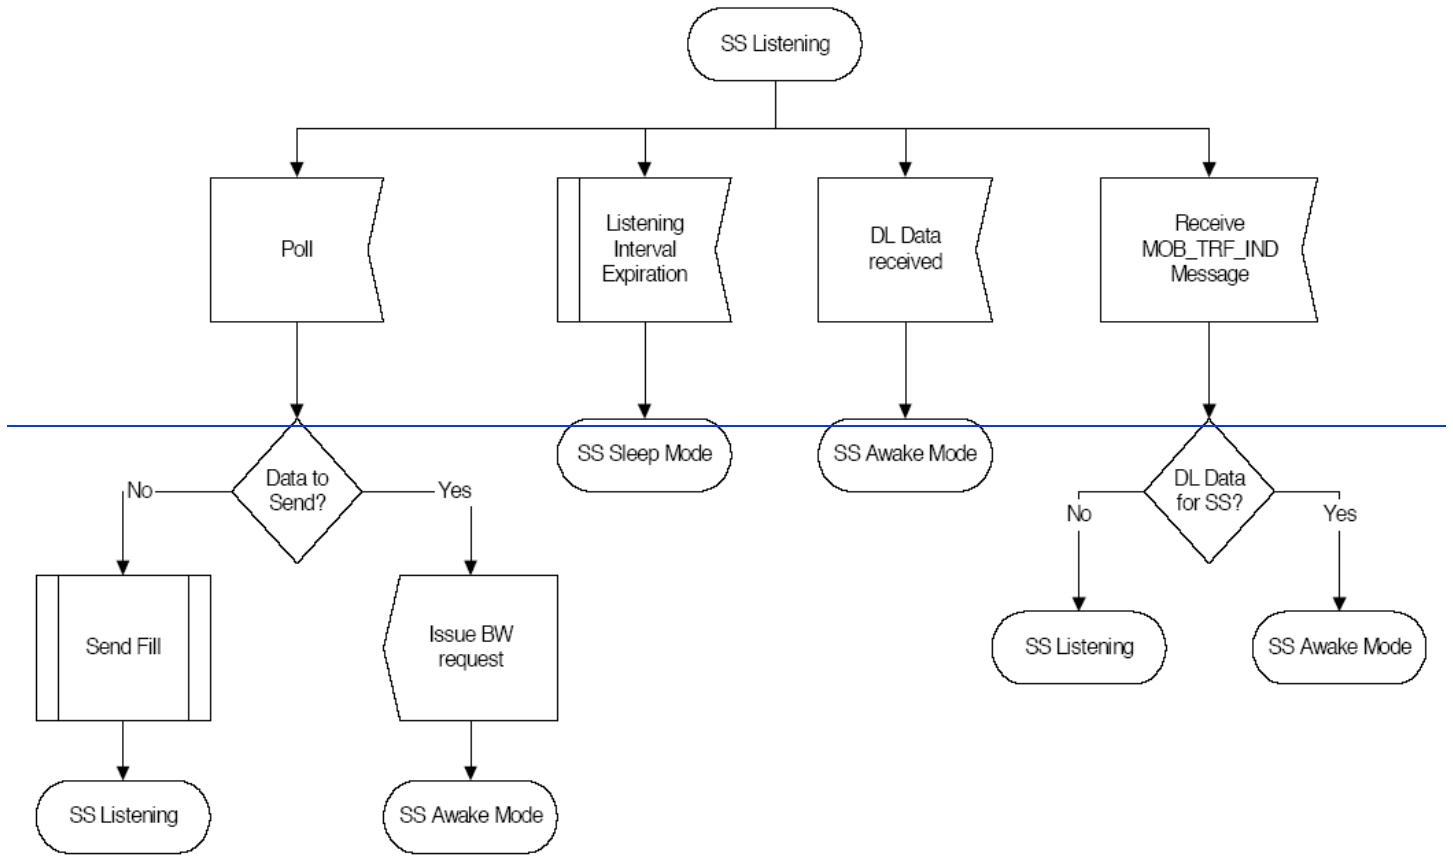 SS Listening
Poll
Listening
Interval
Expiration
DL Data
received
Receive
MOB_TRF_IND
Message
Data to
Send?
No
Yes
SS Sleep Mode
SS Awake Mode
DL Data
for SS?
No
Yes
Send Fill
Issue BW
request
SS Listening
SS Awake Mode
SS Listening
SS Awake Mode